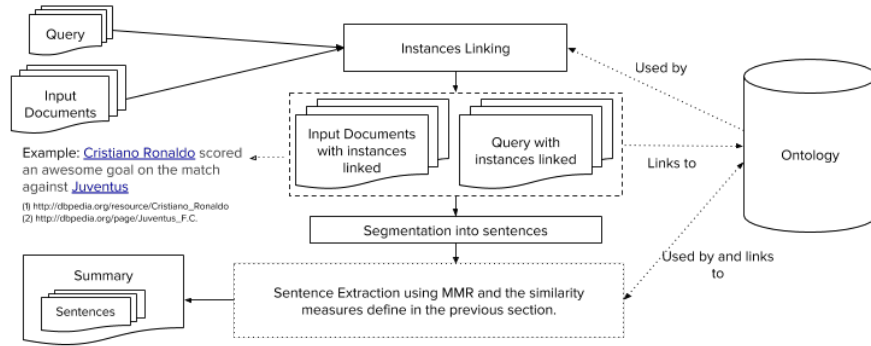 Query
Instances Linking
Input
Documents
Used by
Input Documents
with instances
linked
Query with
instances linked
Example: Cristiano Ronaldo scored
an awesome goal on the match
against Juventus
(1) http://dbpedia.org/resource/Cristiano_Ronaldo
(2) http://dbpedia.org/page/Juventus_F.C.
Links to
Ontology
Segmentation into sentences
Used by and links
to
Summary
Sentences
Sentence Extraction using MMR and the similarity
measures define in the previous section.